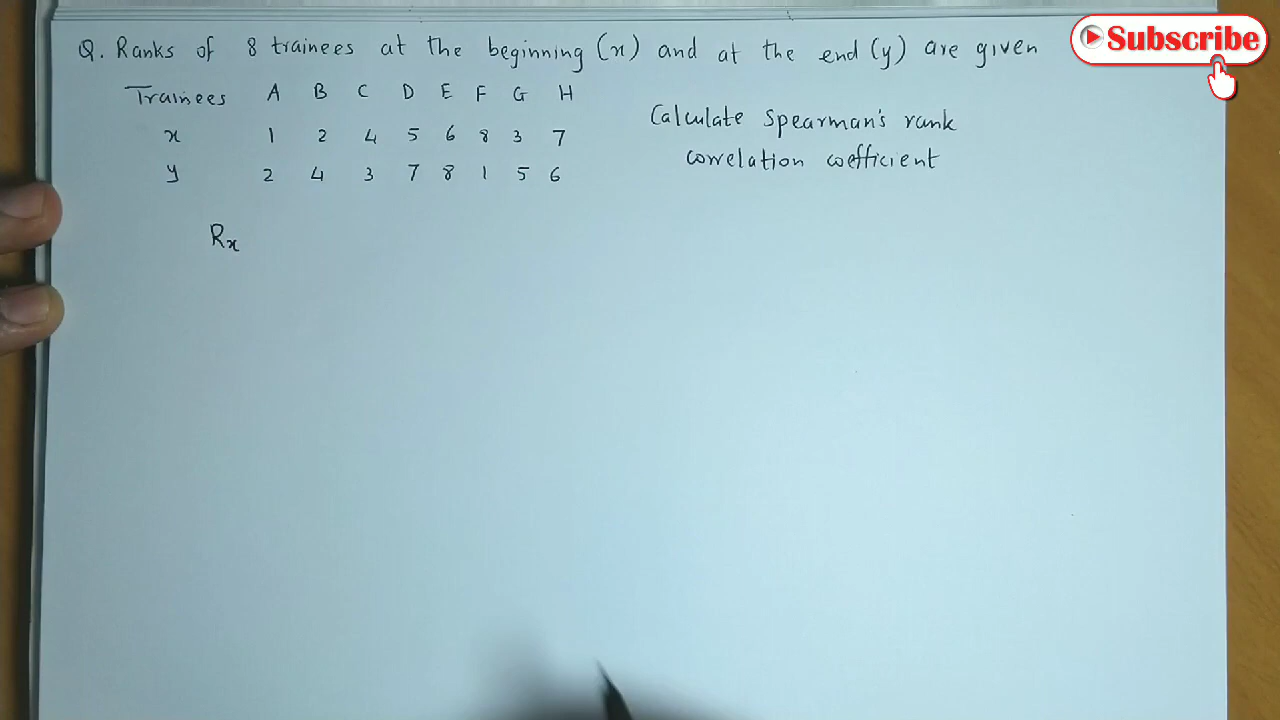 Q. Ranks of 8 trainees at the beginning (x) and at the end (y) are given
Subscribe
Trainees A B C D E F G H
x 1 2 4 5 6 8 3 7
y 2 4 3 7 8 1 5 6
Calculate Spearman's rank
correlation coefficient
Rx